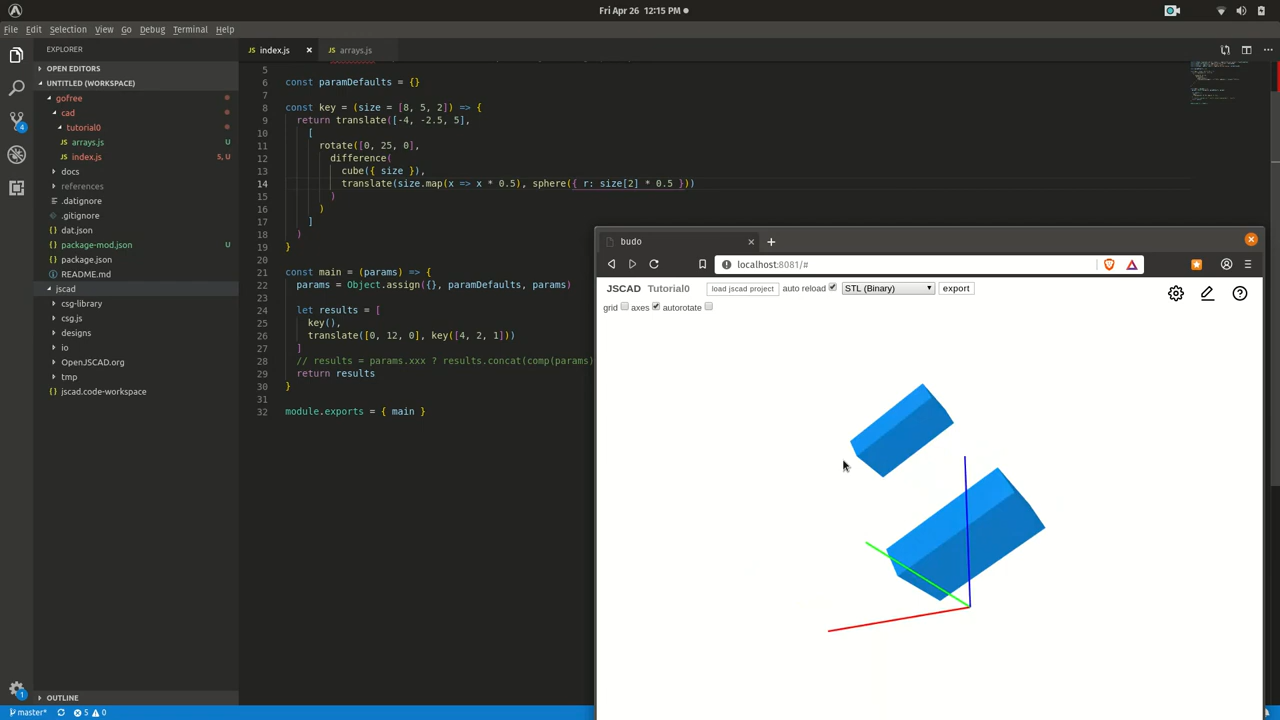 Fri Apr 26 12:15 PM
File Edit Selection View Go Debug Terminal Help
EXPLORER
OPEN EDITORS
UNTITLED (WORKSPACE)
gofree
cad
tutorial0
JS arrays.js U
JS index.js S, U
docs
references
.datignore
.gitignore
{} dat.json
{} package-mod.json U
{} package.json
README.md
jscad
csg-library
csg.js
designs
io
OpenJSCAD.org
tmp
{} jscad.code-workspace
OUTLINE
4
1
master* 5 0
JS index.js
JS arrays.js
5
6 const paramDefaults = {}
7
8 const key = (size = [8, 5, 2]) => {
9 return translate([-4, -2.5, 5],
10 [
11 rotate([0, 25, 0],
12 difference(
13 cube({ size }),
14 translate(size.map(x => x * 0.5), sphere({ r: size[2] * 0.5 }))
15 )
16 )
17 ]
18 )
19 }
20
21 const main = (params) => {
22 params = Object.assign({}, paramDefaults, params)
23
24 let results = [
25 key(),
26 translate([0, 12, 0], key([4, 2, 1]))
27 ]
28 // results = params.xxx ? results.concat(comp(params)
29 return results
30 }
31
32 module.exports = { main }
budo
localhost:8081/#
JSCAD Tutorial0 load jscad project auto reload STL (Binary) export
grid axes autorotate